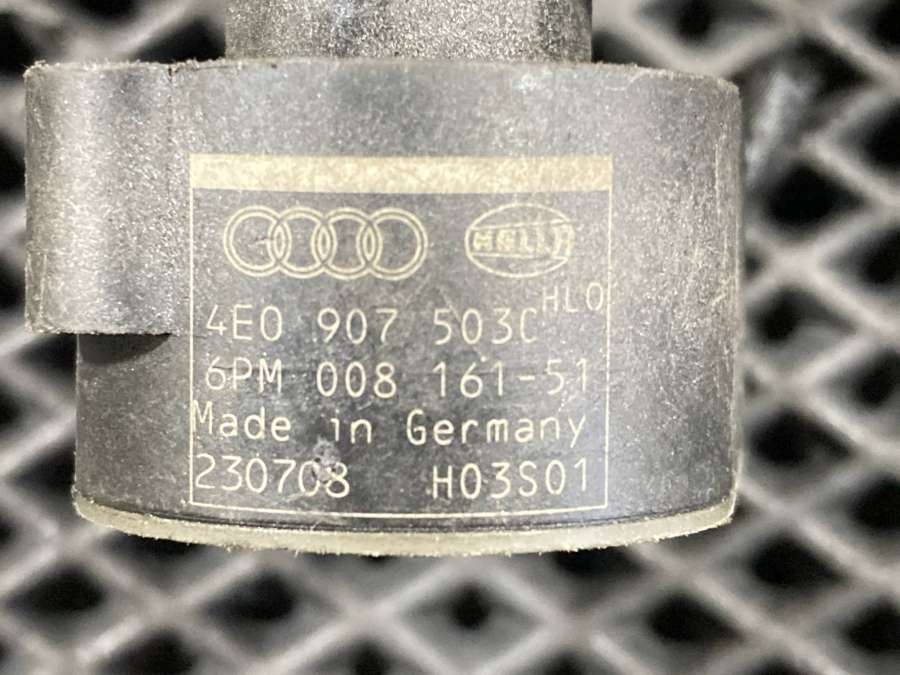 HELLA
4E0 907 503C HLO
6PM 008 161-51
Made in Germany
230708 H03S01